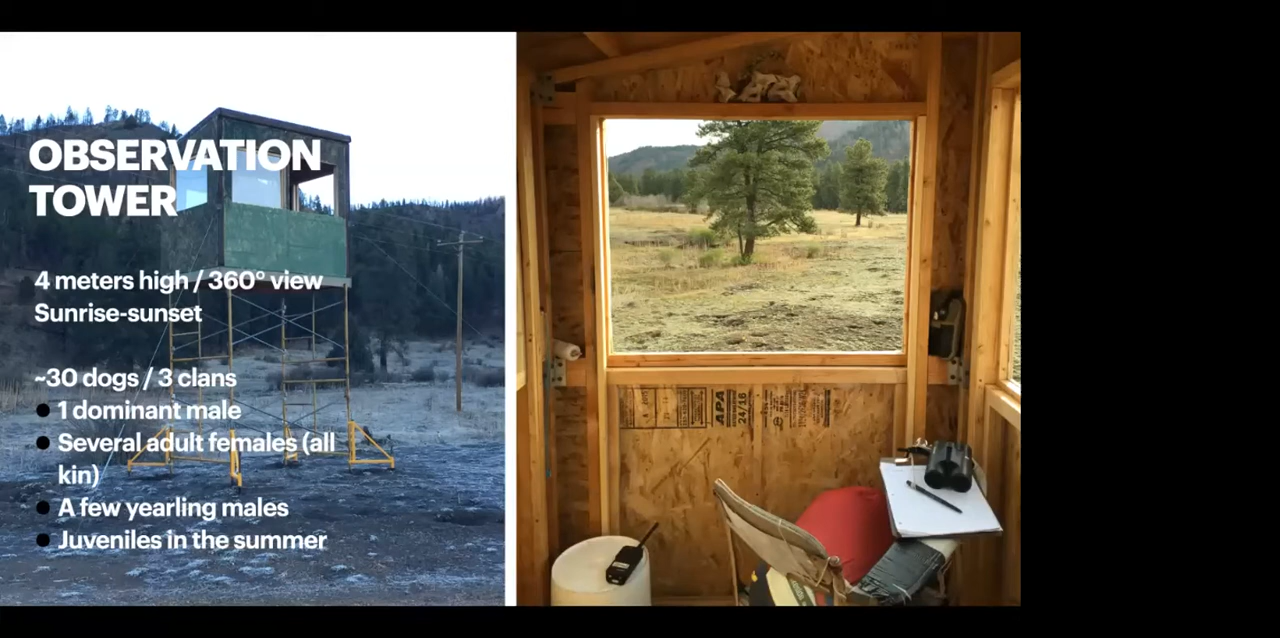 OBSERVATION
TOWER
4 meters high / 360° view
Sunrise-sunset
~30 dogs / 3 clans
● 1 dominant male
● Several adult females (all
kin)
● A few yearling males
● Juveniles in the summer
APA
24/16